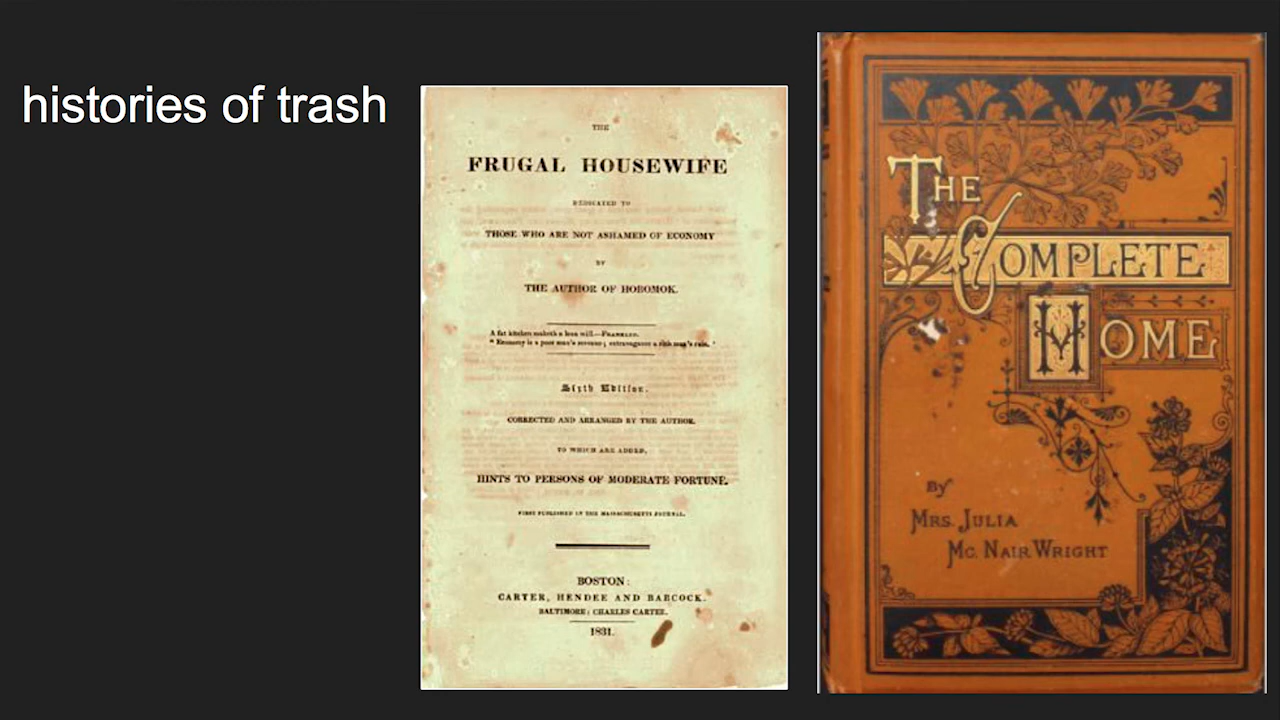 histories of trash
THE
FRUGAL HOUSEWIFE
DEDICATED TO
THOSE WHO ARE NOT ASHAMED OF ECONOMY
BY
THE AUTHOR OF HOBOMOK.
A fat kitchen maketh a lean will.—FRANKLIN.
"Economy is a poor man's revenue; extravagance a rich man's ruin."
Sixth Edition.
CORRECTED AND ARRANGED BY THE AUTHOR.
TO WHICH ARE ADDED,
HINTS TO PERSONS OF MODERATE FORTUNE.
FIRST PUBLISHED IN THE MASSACHUSETTS JOURNAL.
BOSTON:
CARTER, HENDEE AND BABCOCK.
BALTIMORE: CHARLES CARTER.
1831.
THE
COMPLETE
HOME
BY
MRS. JULIA
MC. NAIR WRIGHT